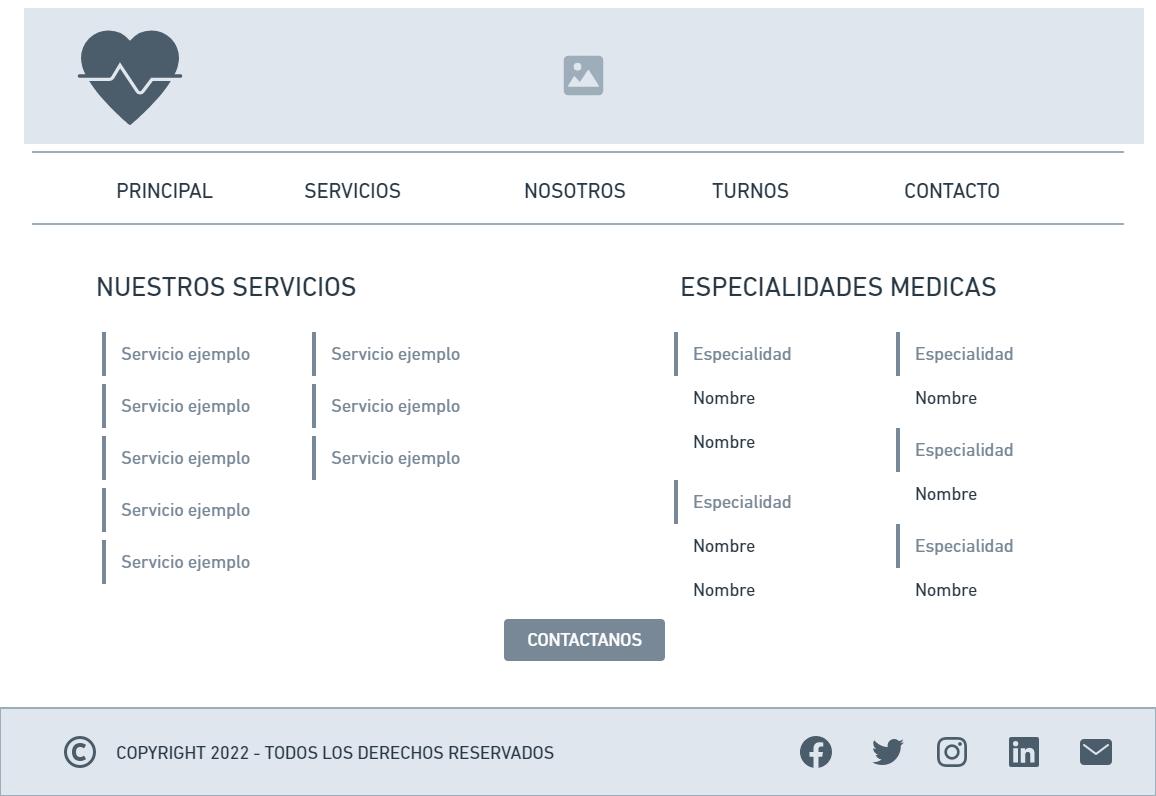 PRINCIPAL
SERVICIOS
NOSOTROS
TURNOS
CONTACTO
NUESTROS SERVICIOS
Servicio ejemplo
Servicio ejemplo
Servicio ejemplo
Servicio ejemplo
Servicio ejemplo
Servicio ejemplo
Servicio ejemplo
Servicio ejemplo
ESPECIALIDADES MEDICAS
Especialidad
Nombre
Nombre
Especialidad
Nombre
Nombre
Especialidad
Nombre
Especialidad
Nombre
Especialidad
Nombre
CONTACTANOS
© COPYRIGHT 2022 - TODOS LOS DERECHOS RESERVADOS